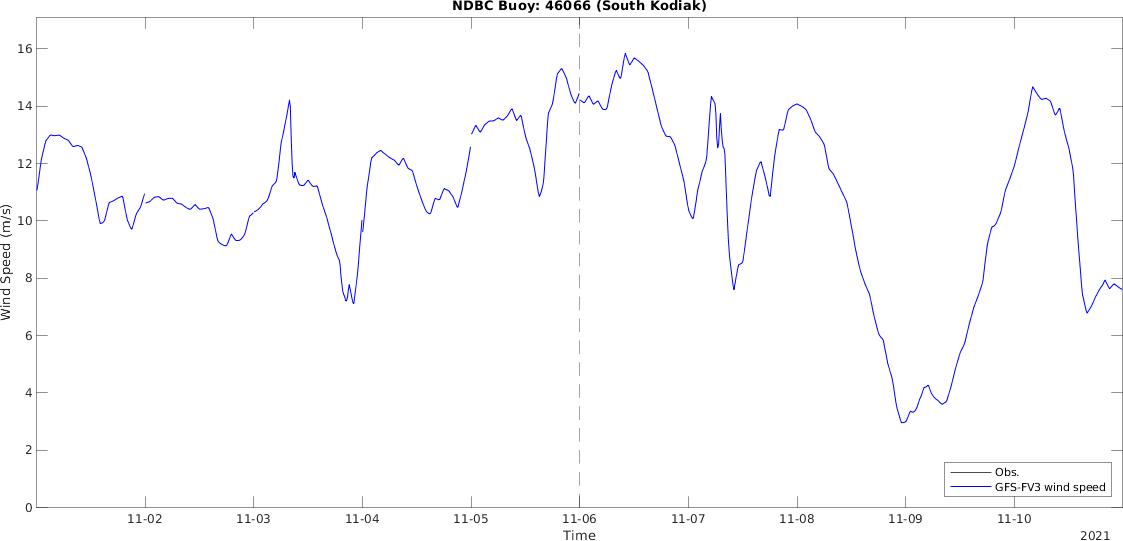 NDBC Buoy: 46066 (South Kodiak)
16
14
12
10
8
6
4
2
0
Wind Speed (m/s)
Obs.
GFS-FV3 wind speed
11-02 11-03 11-04 11-05 11-06 11-07 11-08 11-09 11-10
Time
2021